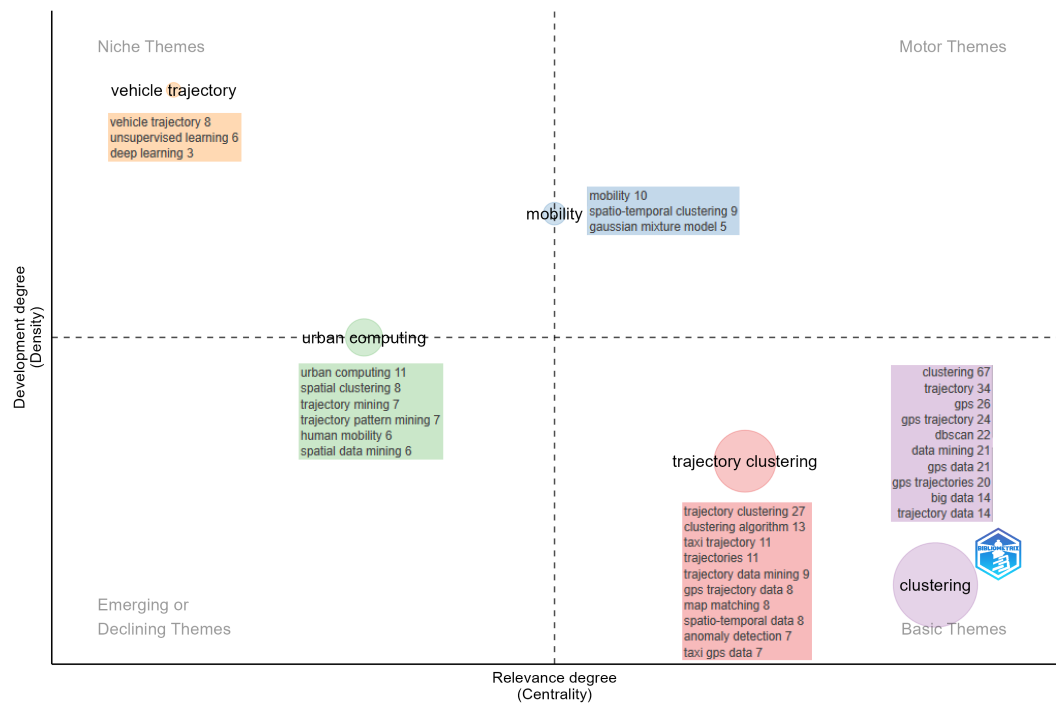 Niche Themes
Motor Themes
vehicle trajectory
vehicle trajectory 8
unsupervised learning 6
deep learning 3
mobility
mobility 10
spatio-temporal clustering 9
gaussian mixture model 5
Development degree
(Density)
urban computing
urban computing 11
spatial clustering 8
trajectory mining 7
trajectory pattern mining 7
human mobility 6
spatial data mining 6
trajectory clustering
trajectory clustering 27
clustering algorithm 13
taxi trajectory 11
trajectories 11
trajectory data mining 9
gps trajectory data 8
map matching 8
spatio-temporal data 8
anomaly detection 7
taxi gps data 7
clustering 67
trajectory 34
gps 26
gps trajectory 24
dbscan 22
data mining 21
gps data 21
gps trajectories 20
big data 14
trajectory data 14
BIBLIOMETRIX
clustering
Emerging or
Declining Themes
Basic Themes
Relevance degree
(Centrality)